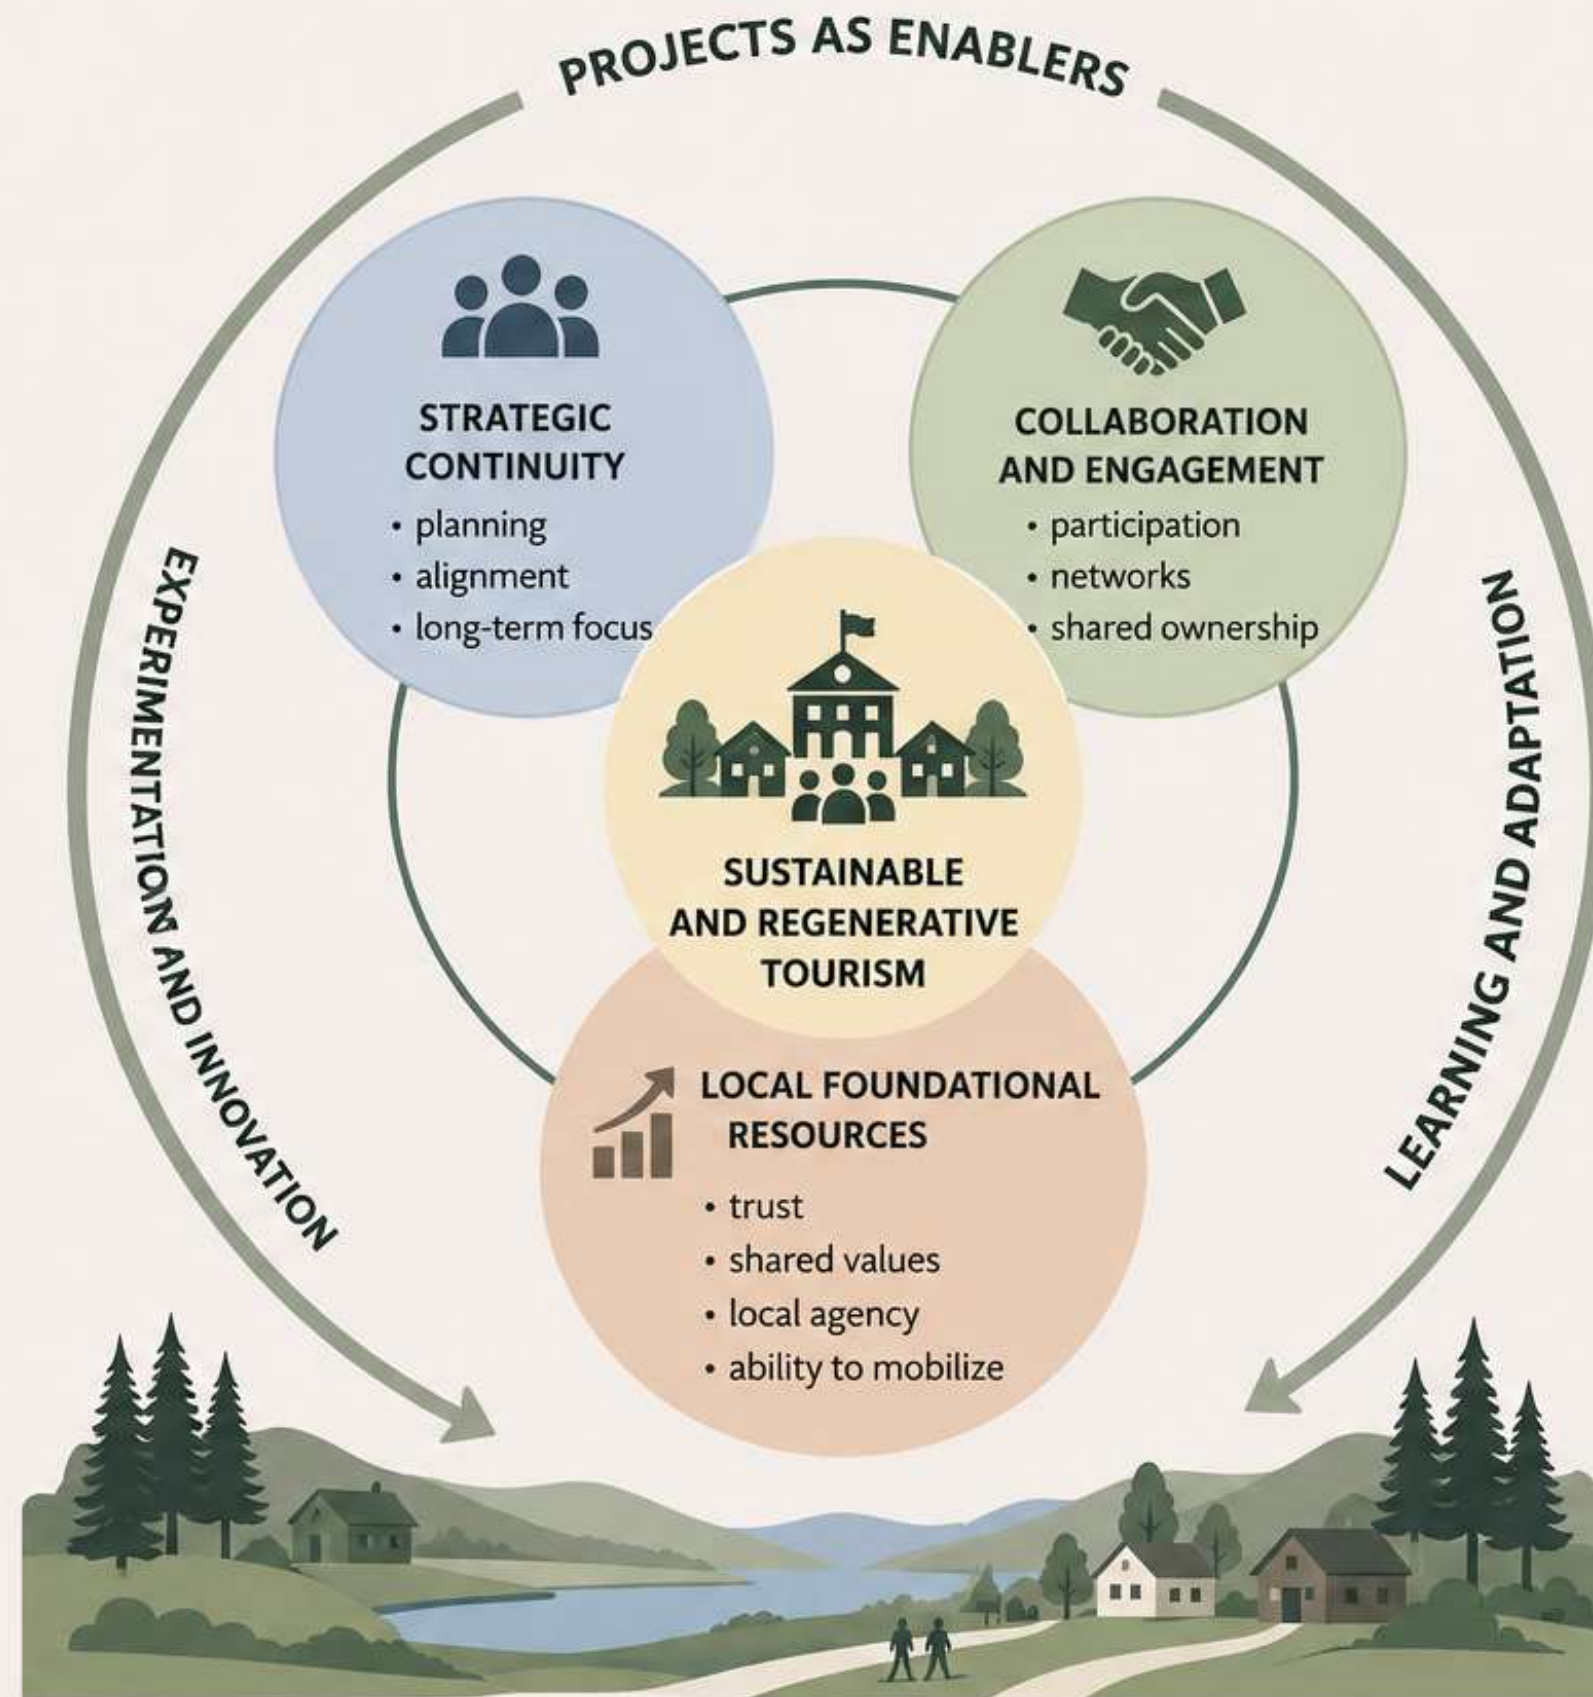 PROJECTS AS ENABLERS
STRATEGIC
CONTINUITY
• planning
• alignment
• long-term focus
COLLABORATION
AND ENGAGEMENT
• participation
• networks
• shared ownership
EXPERIMENTATION AND INNOVATION
LEARNING AND ADAPTATION
SUSTAINABLE
AND REGENERATIVE
TOURISM
LOCAL FOUNDATIONAL
RESOURCES
• trust
• shared values
• local agency
• ability to mobilize